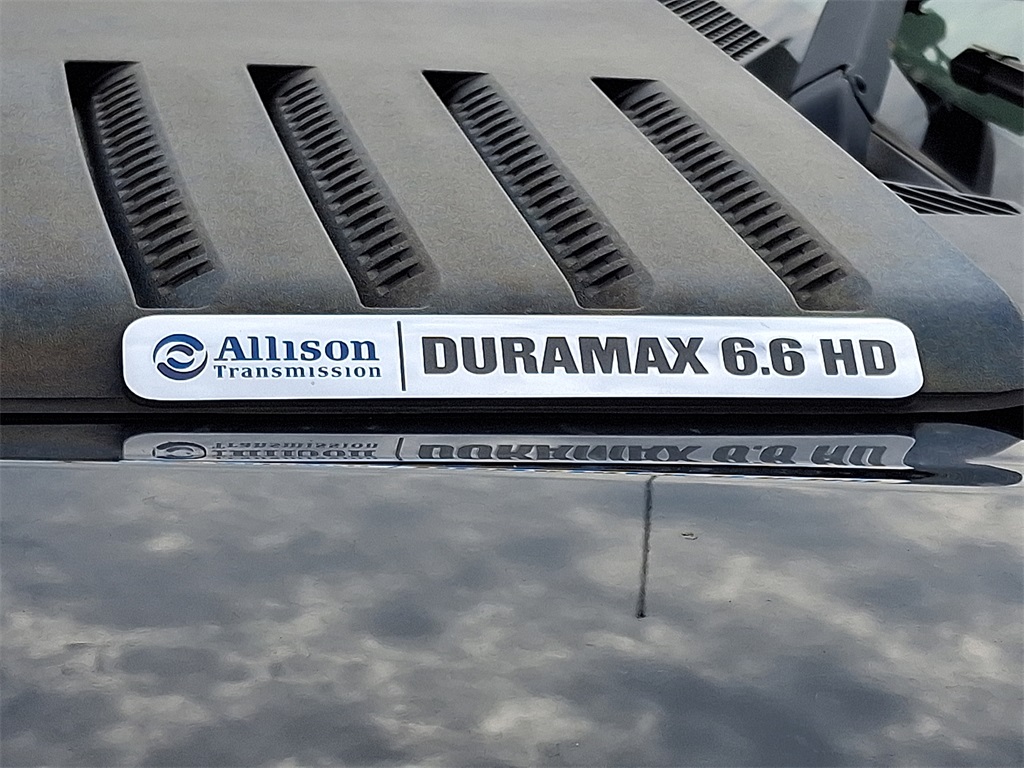 Allison
Transmission
DURAMAX 6.6 HD